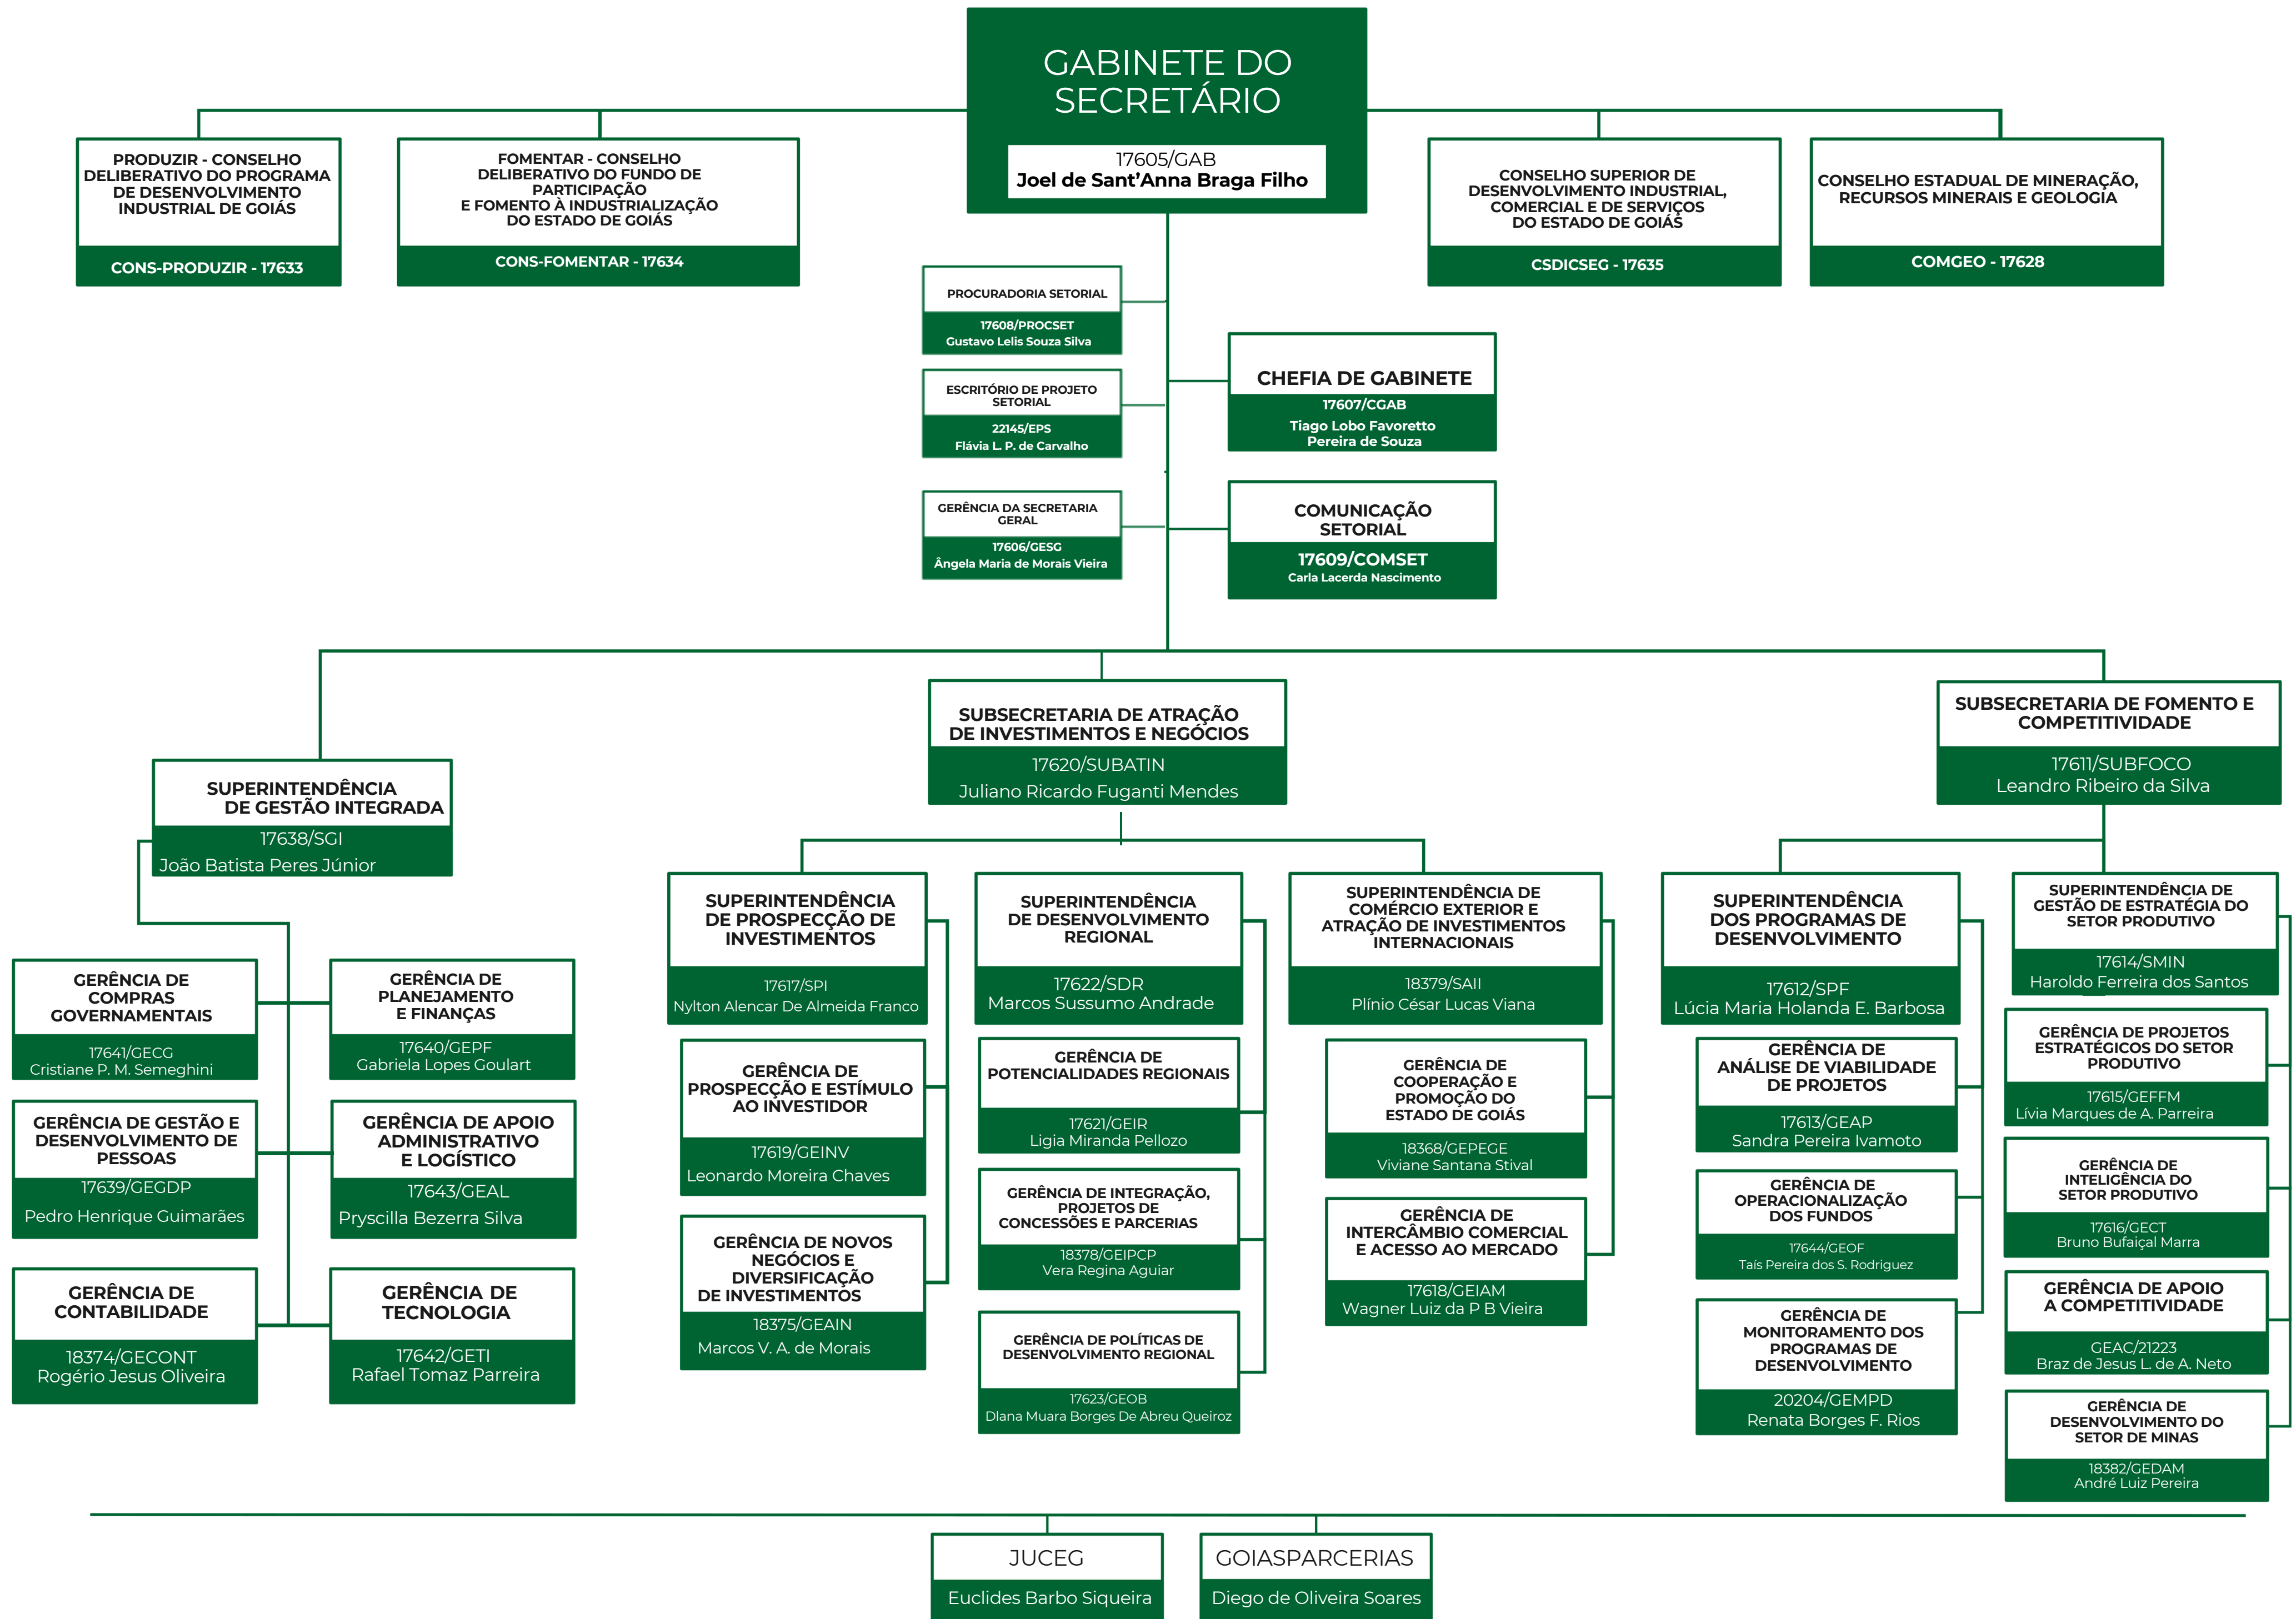 GABINETE DO
SECRETÁRIO
17605/GAB
Joel de Sant’Anna Braga Filho
PRODUZIR - CONSELHO
DELIBERATIVO DO PROGRAMA
DE DESENVOLVIMENTO
INDUSTRIAL DE GOIÁS
CONS-PRODUZIR - 17633
FOMENTAR - CONSELHO
DELIBERATIVO DO FUNDO DE
PARTICIPAÇÃO
E FOMENTO À INDUSTRIALIZAÇÃO
DO ESTADO DE GOIÁS
CONS-FOMENTAR - 17634
CONSELHO SUPERIOR DE
DESENVOLVIMENTO INDUSTRIAL,
COMERCIAL E DE SERVIÇOS
DO ESTADO DE GOIÁS
CSDICSEG - 17635
CONSELHO ESTADUAL DE MINERAÇÃO,
RECURSOS MINERAIS E GEOLOGIA
COMGEO - 17628
PROCURADORIA SETORIAL
17608/PROCSET
Gustavo Lelis Souza Silva
ESCRITÓRIO DE PROJETO
SETORIAL
22145/EPS
Flávia L. P. de Carvalho
GERÊNCIA DA SECRETARIA
GERAL
17606/GESG
Ângela Maria de Morais Vieira
CHEFIA DE GABINETE
17607/CGAB
Tiago Lobo Favoretto
Pereira de Souza
COMUNICAÇÃO
SETORIAL
17609/COMSET
Carla Lacerda Nascimento
SUPERINTENDÊNCIA
DE GESTÃO INTEGRADA
17638/SGI
João Batista Peres Júnior
SUBSECRETARIA DE ATRAÇÃO
DE INVESTIMENTOS E NEGÓCIOS
17620/SUBATIN
Juliano Ricardo Fuganti Mendes
SUBSECRETARIA DE FOMENTO E
COMPETITIVIDADE
17611/SUBFOCO
Leandro Ribeiro da Silva
GERÊNCIA DE
COMPRAS
GOVERNAMENTAIS
17641/GECG
Cristiane P. M. Semeghini
GERÊNCIA DE
PLANEJAMENTO
E FINANÇAS
17640/GEPF
Gabriela Lopes Goulart
GERÊNCIA DE GESTÃO E
DESENVOLVIMENTO DE
PESSOAS
17639/GEGDP
Pedro Henrique Guimarães
GERÊNCIA DE APOIO
ADMINISTRATIVO
E LOGÍSTICO
17643/GEAL
Pryscilla Bezerra Silva
GERÊNCIA DE
CONTABILIDADE
18374/GECONT
Rogério Jesus Oliveira
GERÊNCIA DE
TECNOLOGIA
17642/GETI
Rafael Tomaz Parreira
SUPERINTENDÊNCIA
DE PROSPECÇÃO DE
INVESTIMENTOS
17617/SPI
Nylton Alencar De Almeida Franco
GERÊNCIA DE
PROSPECÇÃO E ESTÍMULO
AO INVESTIDOR
17619/GEINV
Leonardo Moreira Chaves
GERÊNCIA DE NOVOS
NEGÓCIOS E
DIVERSIFICAÇÃO
DE INVESTIMENTOS
18375/GEAIN
Marcos V. A. de Morais
SUPERINTENDÊNCIA
DE DESENVOLVIMENTO
REGIONAL
17622/SDR
Marcos Sussumo Andrade
GERÊNCIA DE
POTENCIALIDADES REGIONAIS
17621/GEIR
Ligia Miranda Pellozo
GERÊNCIA DE INTEGRAÇÃO,
PROJETOS DE
CONCESSÕES E PARCERIAS
18378/GEIPCP
Vera Regina Aguiar
GERÊNCIA DE POLÍTICAS DE
DESENVOLVIMENTO REGIONAL
17623/GEOB
DIana Muara Borges De Abreu Queiroz
SUPERINTENDÊNCIA DE
COMÉRCIO EXTERIOR E
ATRAÇÃO DE INVESTIMENTOS
INTERNACIONAIS
18379/SAII
Plínio César Lucas Viana
GERÊNCIA DE
COOPERAÇÃO E
PROMOÇÃO DO
ESTADO DE GOIÁS
18368/GEPEGE
Viviane Santana Stival
GERÊNCIA DE
INTERCÂMBIO COMERCIAL
E ACESSO AO MERCADO
17618/GEIAM
Wagner Luiz da P B Vieira
SUPERINTENDÊNCIA
DOS PROGRAMAS DE
DESENVOLVIMENTO
17612/SPF
Lúcia Maria Holanda E. Barbosa
GERÊNCIA DE
ANÁLISE DE VIABILIDADE
DE PROJETOS
17613/GEAP
Sandra Pereira Ivamoto
GERÊNCIA DE
OPERACIONALIZAÇÃO
DOS FUNDOS
17644/GEOF
Taís Pereira dos S. Rodriguez
GERÊNCIA DE
MONITORAMENTO DOS
PROGRAMAS DE
DESENVOLVIMENTO
20204/GEMPD
Renata Borges F. Rios
SUPERINTENDÊNCIA DE
GESTÃO DE ESTRATÉGIA DO
SETOR PRODUTIVO
17614/SMIN
Haroldo Ferreira dos Santos
GERÊNCIA DE PROJETOS
ESTRATÉGICOS DO SETOR
PRODUTIVO
17615/GEFFM
Lívia Marques de A. Parreira
GERÊNCIA DE
INTELIGÊNCIA DO
SETOR PRODUTIVO
17616/GECT
Bruno Bufaiçal Marra
GERÊNCIA DE APOIO
A COMPETITIVIDADE
GEAC/21223
Braz de Jesus L. de A. Neto
GERÊNCIA DE
DESENVOLVIMENTO DO
SETOR DE MINAS
18382/GEDAM
André Luiz Pereira
JUCEG
Euclides Barbo Siqueira
GOIASPARCERIAS
Diego de Oliveira Soares